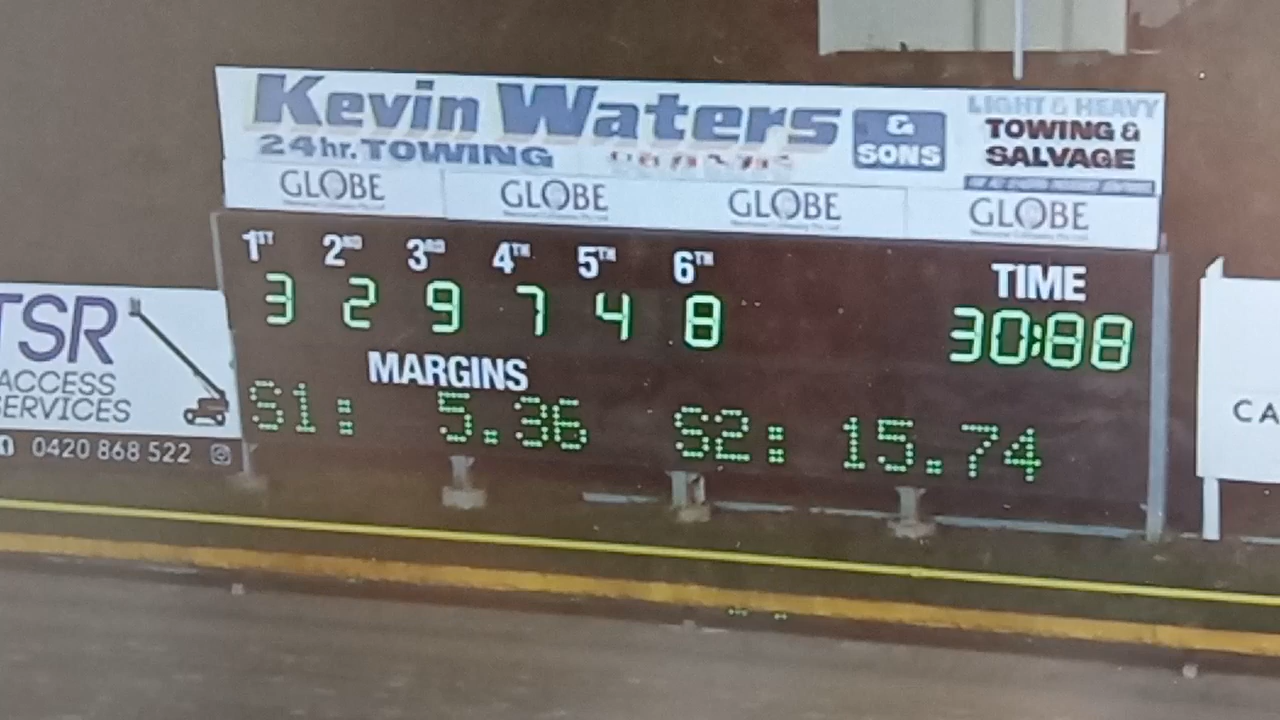 Kevin Waters & SONS
24hr. TOWING
LIGHT & HEAVY
TOWING &
SALVAGE
GLOBE GLOBE GLOBE GLOBE
1ST 2ND 3RD 4TH 5TH 6TH TIME
3 2 9 7 4 8 30:88
MARGINS
S1: 5.36 S2: 15.74
TSR
ACCESS
SERVICES
0420 868 522
CA